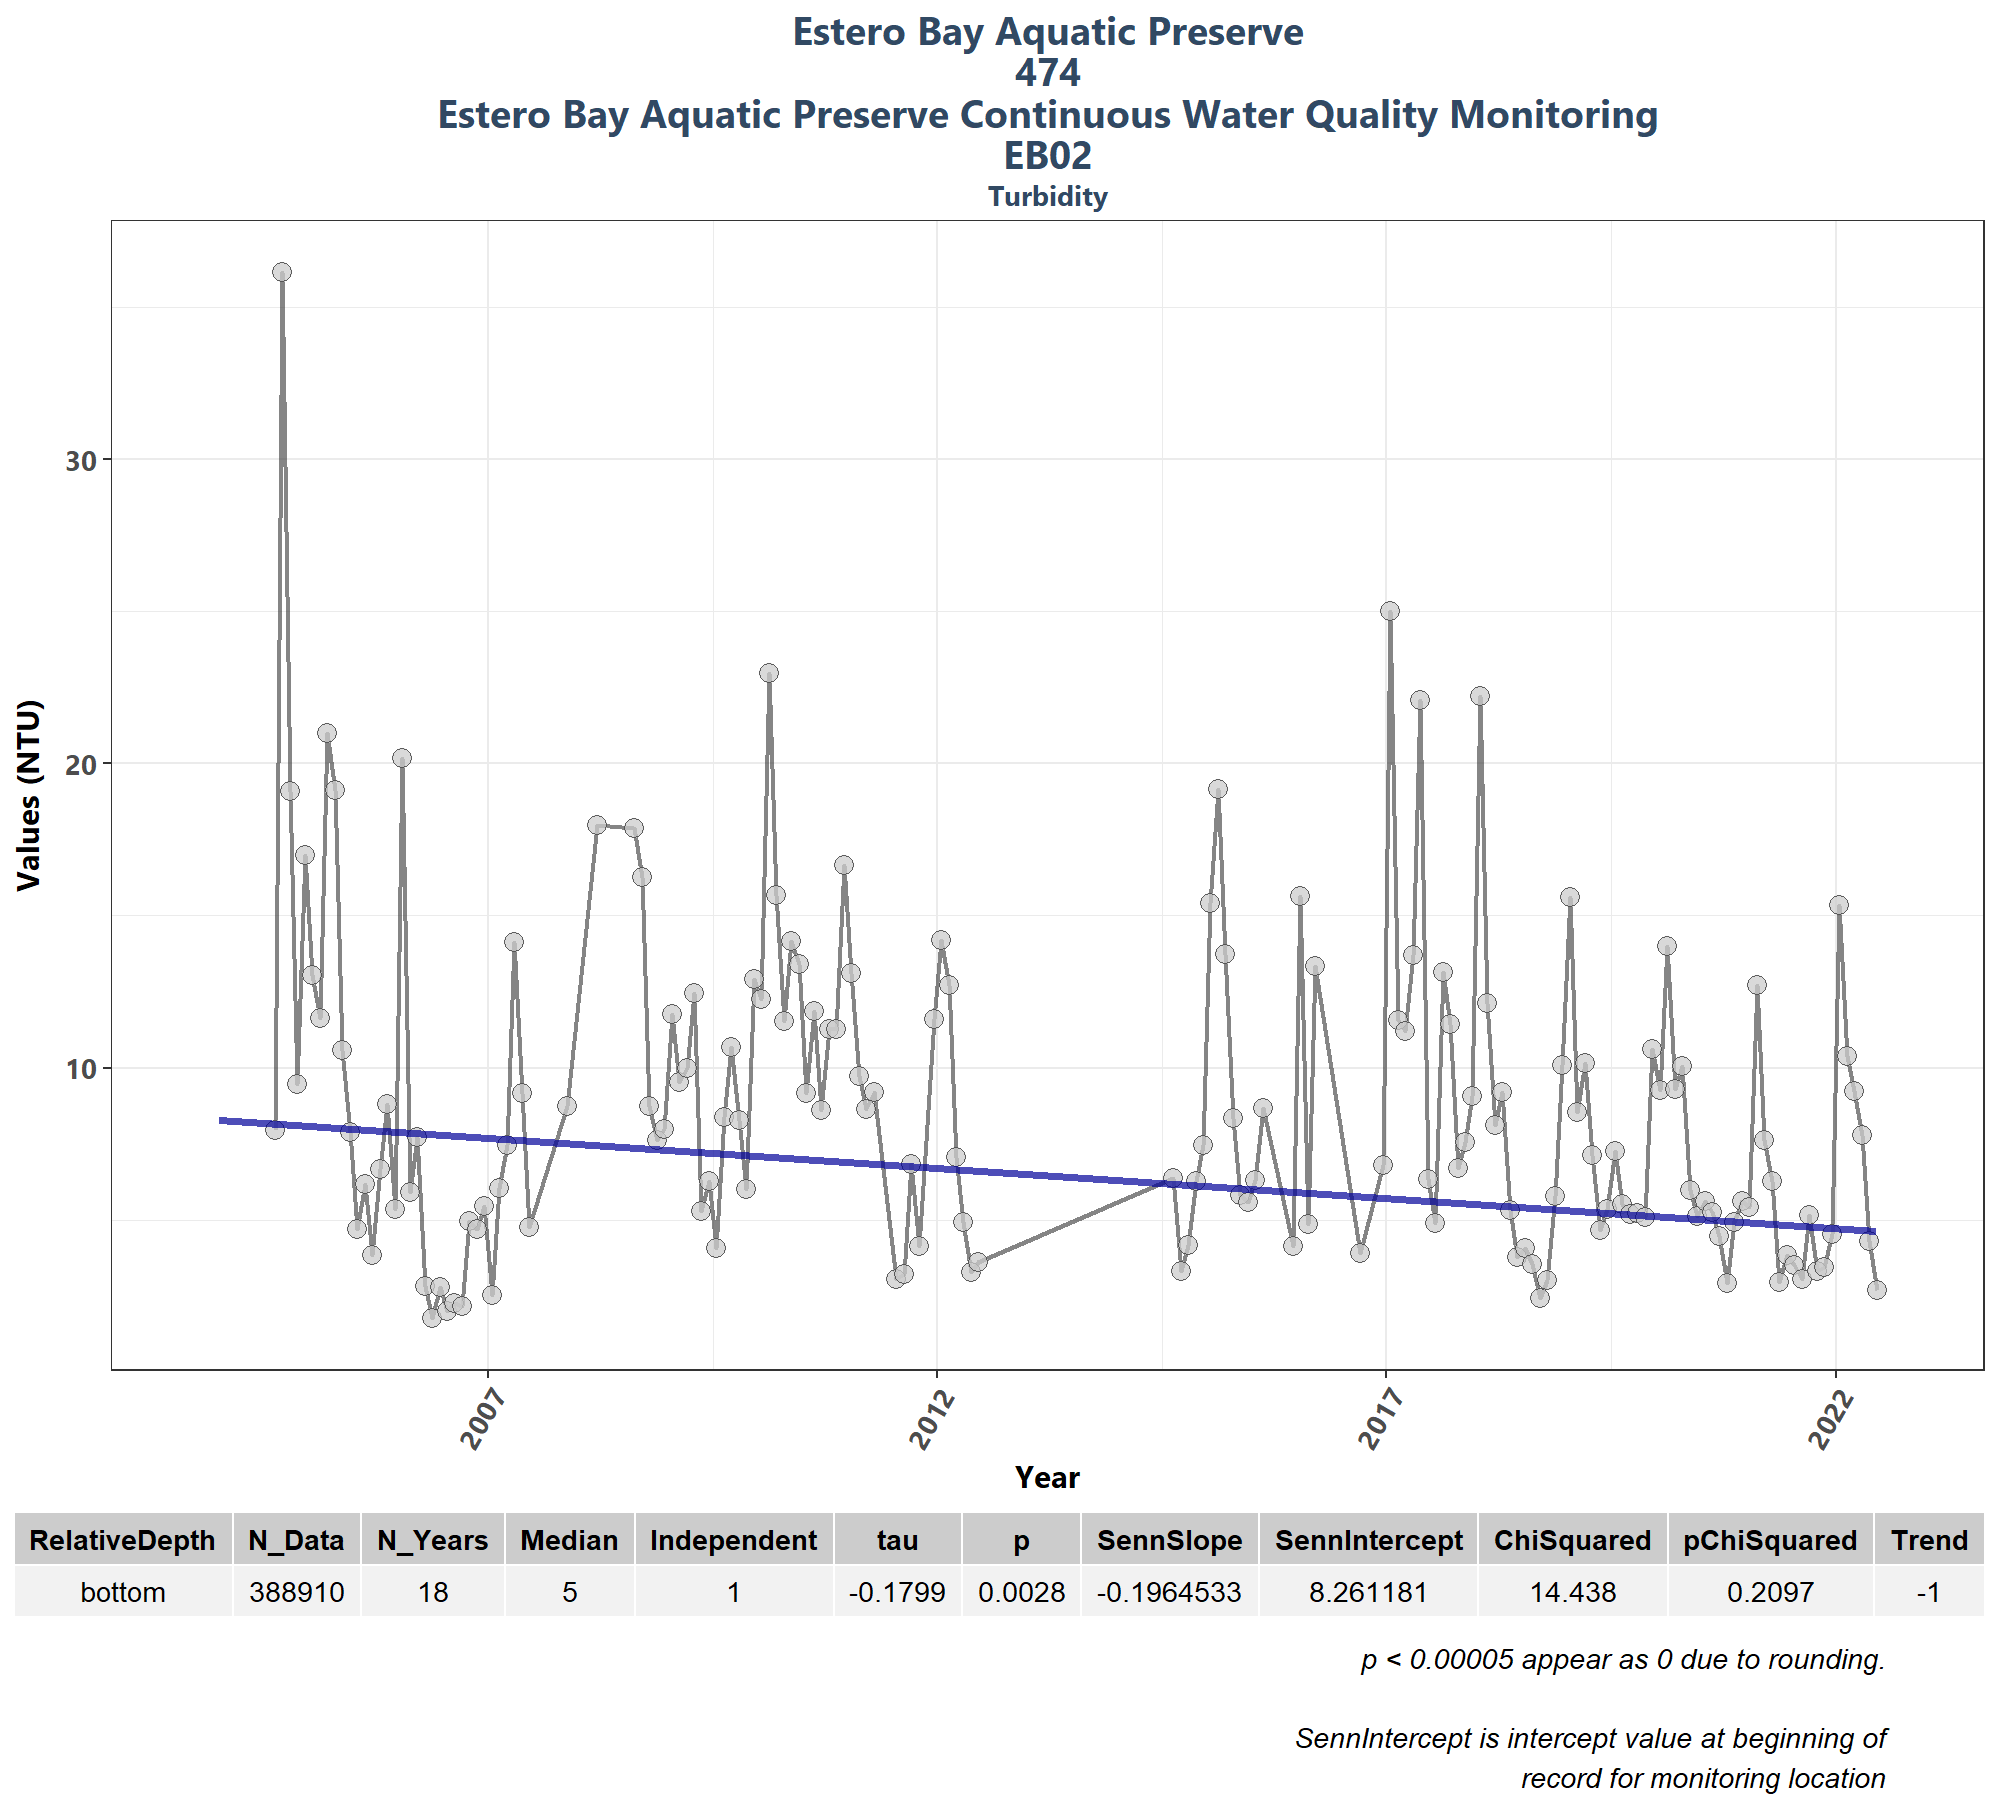 Estero Bay Aquatic Preserve
474
Estero Bay Aquatic Preserve Continuous Water Quality Monitoring
EB02
Turbidity
Values (NTU)
30
20
10
2007
2012
2017
2022
Year
RelativeDepth N_Data N_Years Median Independent tau p SennSlope SennIntercept ChiSquared pChiSquared Trend
bottom 388910 18 5 1 -0.1799 0.0028 -0.1964533 8.261181 14.438 0.2097 -1
p < 0.00005 appear as 0 due to rounding.
SennIntercept is intercept value at beginning of
record for monitoring location